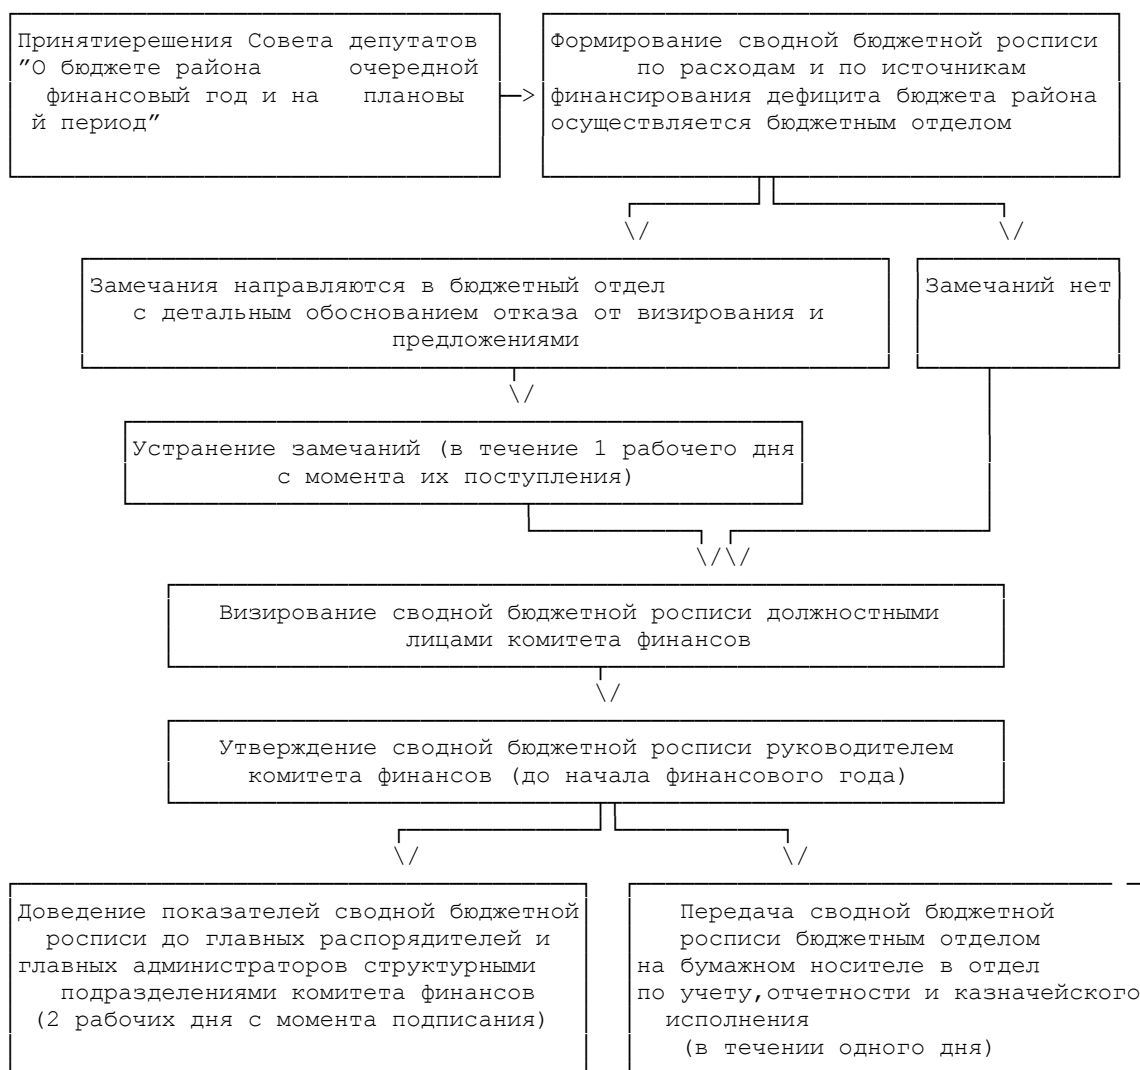 Принятиерешения Совета депутатов
"О бюджете района очередной
финансовый год и на плановы
й период"
Формирование сводной бюджетной росписи
по расходам и по источникам
финансирования дефицита бюджета района
осуществляется бюджетным отделом
Замечания направляются в бюджетный отдел
с детальным обоснованием отказа от визирования и
предложениями
Замечаний нет
Устранение замечаний (в течение 1 рабочего дня
с момента их поступления)
Визирование сводной бюджетной росписи должностными
лицами комитета финансов
Утверждение сводной бюджетной росписи руководителем
комитета финансов (до начала финансового года)
Доведение показателей сводной бюджетной
росписи до главных распорядителей и
главных администраторов структурными
подразделениями комитета финансов
(2 рабочих дня с момента подписания)
Передача сводной бюджетной
росписи бюджетным отделом
на бумажном носителе в отдел
по учету,отчетности и казначейского
исполнения
(в течении одного дня)